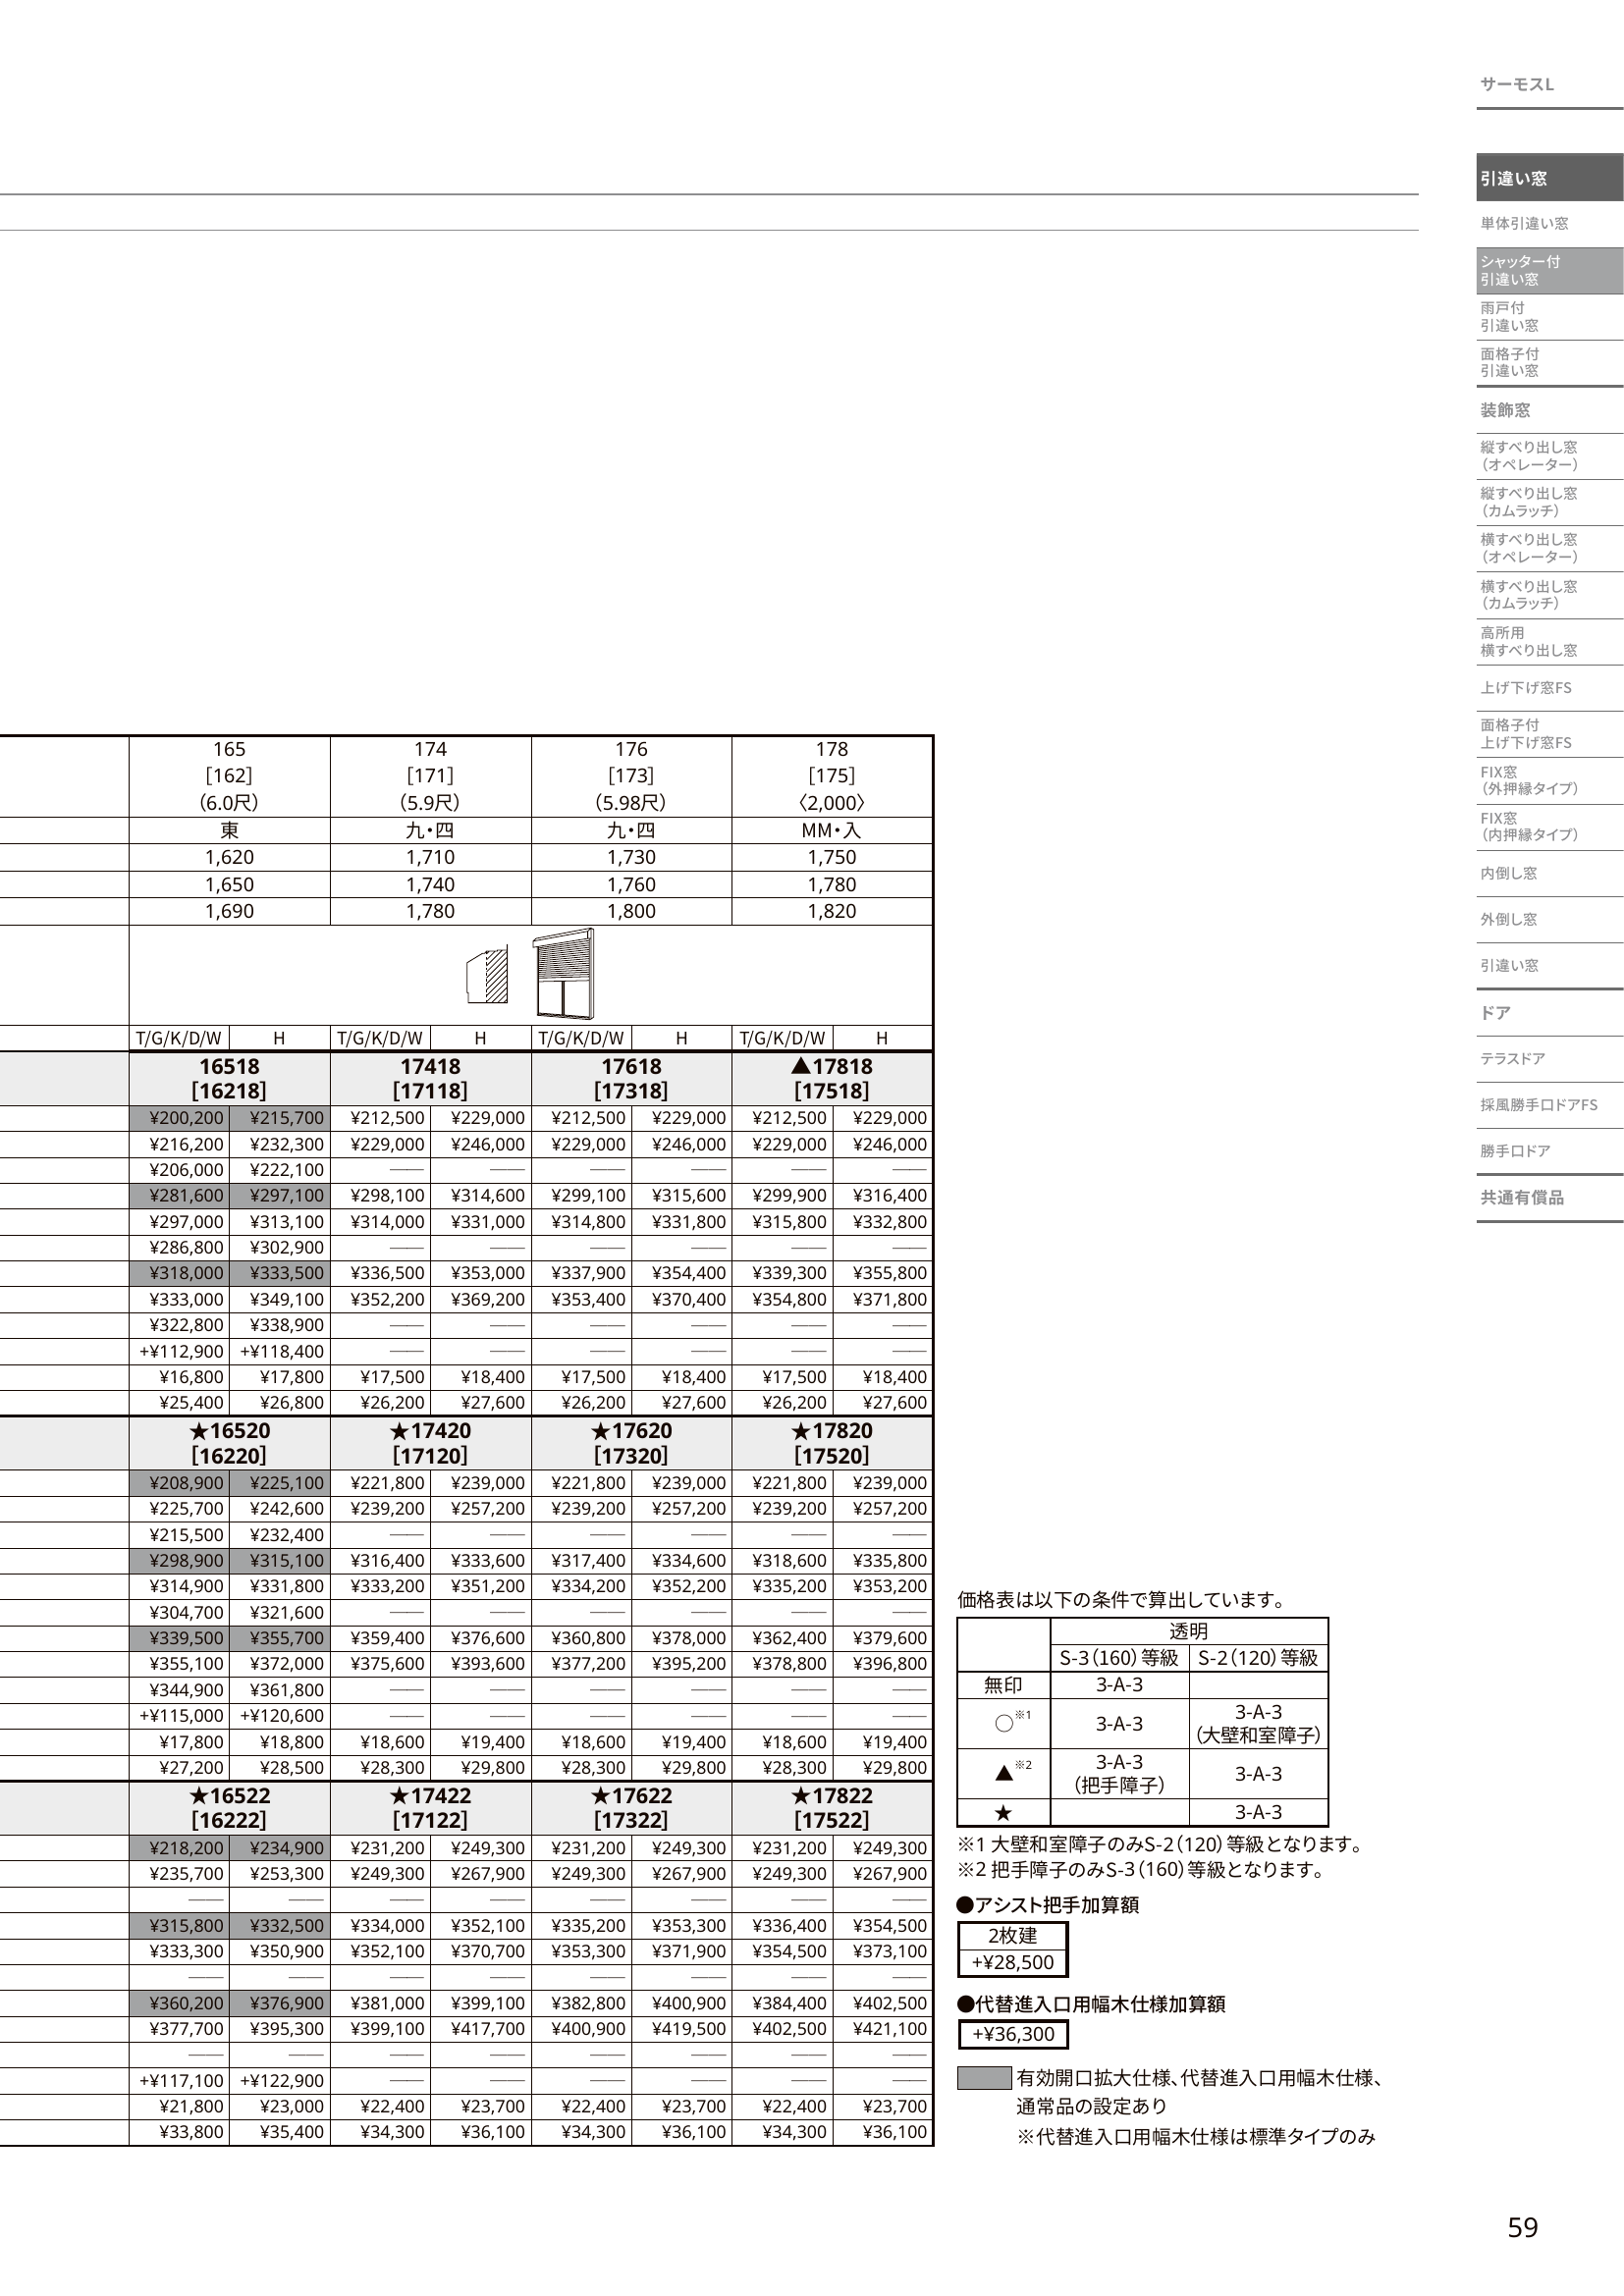 サーモスL
引違い窓
単体引違い窓
シャッター付
引違い窓
雨戸付
引違い窓
面格子付
引違い窓
装飾窓
縦すべり出し窓
（オペレーター）
縦すべり出し窓
（カムラッチ）
横すべり出し窓
（オペレーター）
横すべり出し窓
（カムラッチ）
高所用
横すべり出し窓
上げ下げ窓FS
面格子付
上げ下げ窓FS
FIX窓
（外押縁タイプ）
FIX窓
（内押縁タイプ）
内倒し窓
外倒し窓
引違い窓
ドア
テラスドア
採風勝手口ドアFS
勝手口ドア
共通有償品
165 174 176 178
[162] [171] [173] [175]
（6.0尺） （5.9尺） （5.98尺） 〈2,000〉
東 九・四 九・四 MM・入
1,620 1,710 1,730 1,750
1,650 1,740 1,760 1,780
1,690 1,780 1,800 1,820
T/G/K/D/W H T/G/K/D/W H T/G/K/D/W H T/G/K/D/W H
16518 17418 17618 ▲17818
[16218] [17118] [17318] [17518]
¥200,200 ¥215,700 ¥212,500 ¥229,000 ¥212,500 ¥229,000 ¥212,500 ¥229,000
¥216,200 ¥232,300 ¥229,000 ¥246,000 ¥229,000 ¥246,000 ¥229,000 ¥246,000
¥206,000 ¥222,100 —— —— —— —— —— ——
¥281,600 ¥297,100 ¥298,100 ¥314,600 ¥299,100 ¥315,600 ¥299,900 ¥316,400
¥297,000 ¥313,100 ¥314,000 ¥331,000 ¥314,800 ¥331,800 ¥315,800 ¥332,800
¥286,800 ¥302,900 —— —— —— —— —— ——
¥318,000 ¥333,500 ¥336,500 ¥353,000 ¥337,900 ¥354,400 ¥339,300 ¥355,800
¥333,000 ¥349,100 ¥352,200 ¥369,200 ¥353,400 ¥370,400 ¥354,800 ¥371,800
¥322,800 ¥338,900 —— —— —— —— —— ——
+¥112,900 +¥118,400 —— —— —— —— —— ——
¥16,800 ¥17,800 ¥17,500 ¥18,400 ¥17,500 ¥18,400 ¥17,500 ¥18,400
¥25,400 ¥26,800 ¥26,200 ¥27,600 ¥26,200 ¥27,600 ¥26,200 ¥27,600
★16520 ★17420 ★17620 ★17820
[16220] [17120] [17320] [17520]
¥208,900 ¥225,100 ¥221,800 ¥239,000 ¥221,800 ¥239,000 ¥221,800 ¥239,000
¥225,700 ¥242,600 ¥239,200 ¥257,200 ¥239,200 ¥257,200 ¥239,200 ¥257,200
¥215,500 ¥232,400 —— —— —— —— —— ——
¥298,900 ¥315,100 ¥316,400 ¥333,600 ¥317,400 ¥334,600 ¥318,600 ¥335,800
¥314,900 ¥331,800 ¥333,200 ¥351,200 ¥334,200 ¥352,200 ¥335,200 ¥353,200
¥304,700 ¥321,600 —— —— —— —— —— ——
¥339,500 ¥355,700 ¥359,400 ¥376,600 ¥360,800 ¥378,000 ¥362,400 ¥379,600
¥355,100 ¥372,000 ¥375,600 ¥393,600 ¥377,200 ¥395,200 ¥378,800 ¥396,800
¥344,900 ¥361,800 —— —— —— —— —— ——
+¥115,000 +¥120,600 —— —— —— —— —— ——
¥17,800 ¥18,800 ¥18,600 ¥19,400 ¥18,600 ¥19,400 ¥18,600 ¥19,400
¥27,200 ¥28,500 ¥28,300 ¥29,800 ¥28,300 ¥29,800 ¥28,300 ¥29,800
★16522 ★17422 ★17622 ★17822
[16222] [17122] [17322] [17522]
¥218,200 ¥234,900 ¥231,200 ¥249,300 ¥231,200 ¥249,300 ¥231,200 ¥249,300
¥235,700 ¥253,300 ¥249,300 ¥267,900 ¥249,300 ¥267,900 ¥249,300 ¥267,900
—— —— —— —— —— —— —— ——
¥315,800 ¥332,500 ¥334,000 ¥352,100 ¥335,200 ¥353,300 ¥336,400 ¥354,500
¥333,300 ¥350,900 ¥352,100 ¥370,700 ¥353,300 ¥371,900 ¥354,500 ¥373,100
—— —— —— —— —— —— —— ——
¥360,200 ¥376,900 ¥381,000 ¥399,100 ¥382,800 ¥400,900 ¥384,400 ¥402,500
¥377,700 ¥395,300 ¥399,100 ¥417,700 ¥400,900 ¥419,500 ¥402,500 ¥421,100
—— —— —— —— —— —— —— ——
+¥117,100 +¥122,900 —— —— —— —— —— ——
¥21,800 ¥23,000 ¥22,400 ¥23,700 ¥22,400 ¥23,700 ¥22,400 ¥23,700
¥33,800 ¥35,400 ¥34,300 ¥36,100 ¥34,300 ¥36,100 ¥34,300 ¥36,100
価格表は以下の条件で算出しています。
透明
S-3（160）等級 S-2（120）等級
無印 3-A-3
○※1 3-A-3 3-A-3
（大壁和室障子）
▲※2 3-A-3
（把手障子） 3-A-3
★ 3-A-3
※1 大壁和室障子のみS-2（120）等級となります。
※2 把手障子のみS-3（160）等級となります。
●アシスト把手加算額
2枚建
+¥28,500
●代替進入口用幅木仕様加算額
+¥36,300
有効開口拡大仕様、代替進入口用幅木仕様、
通常品の設定あり
※代替進入口用幅木仕様は標準タイプのみ
59